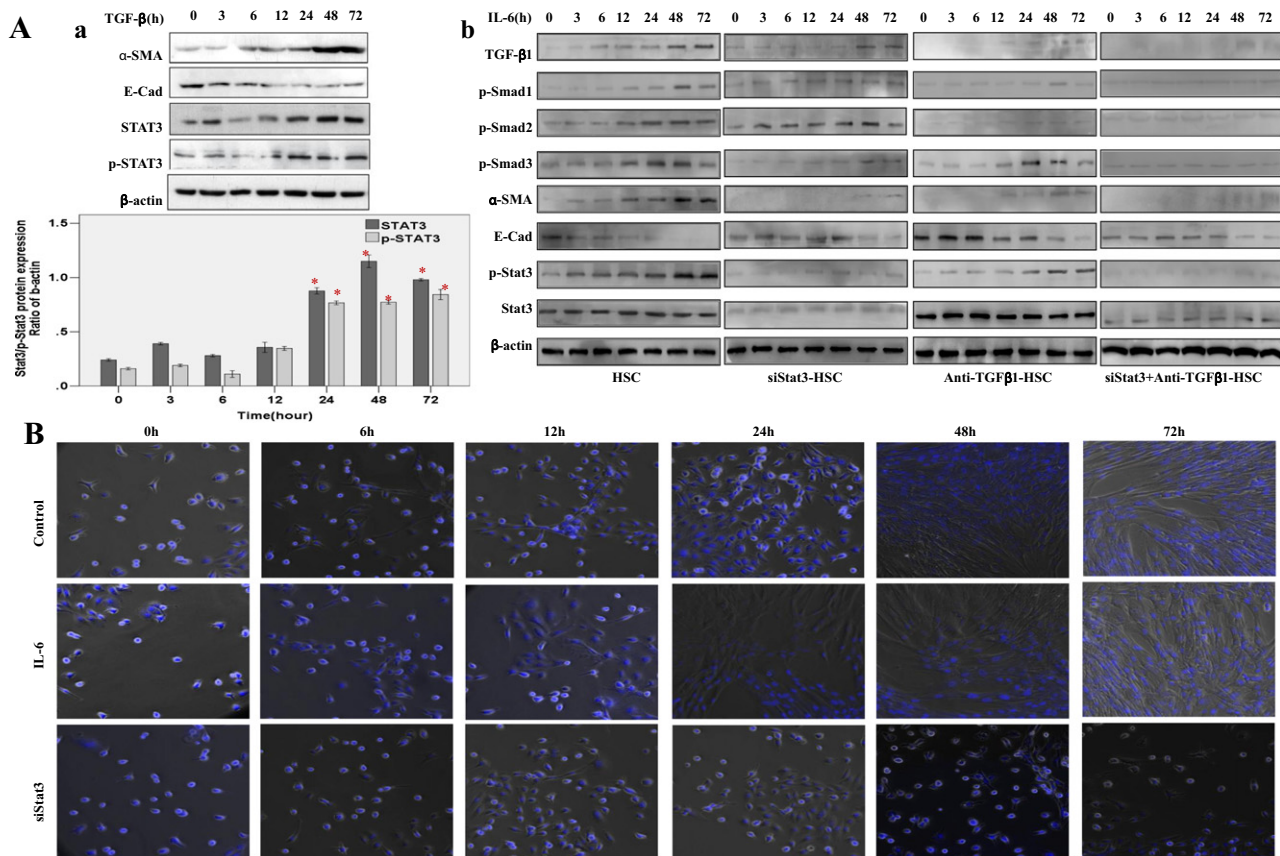 A
a
TGF-β(h) 0 3 6 12 24 48 72
α-SMA
E-Cad
STAT3
p-STAT3
β-actin
Stat3/p-Stat3 protein expression
Ratio of b-actin
1.5
1.0
.5
.0
STAT3
p-STAT3
* * * * * *
0 3 6 12 24 48 72
Time(hour)
b
IL-6(h) 0 3 6 12 24 48 72 0 3 6 12 24 48 72 0 3 6 12 24 48 72 0 3 6 12 24 48 72
TGF-β1
p-Smad1
p-Smad2
p-Smad3
α-SMA
E-Cad
p-Stat3
Stat3
β-actin
HSC siStat3-HSC Anti-TGFβ1-HSC siStat3+Anti-TGFβ1-HSC
B
0h 6h 12h 24h 48h 72h
Control
IL-6
siStat3